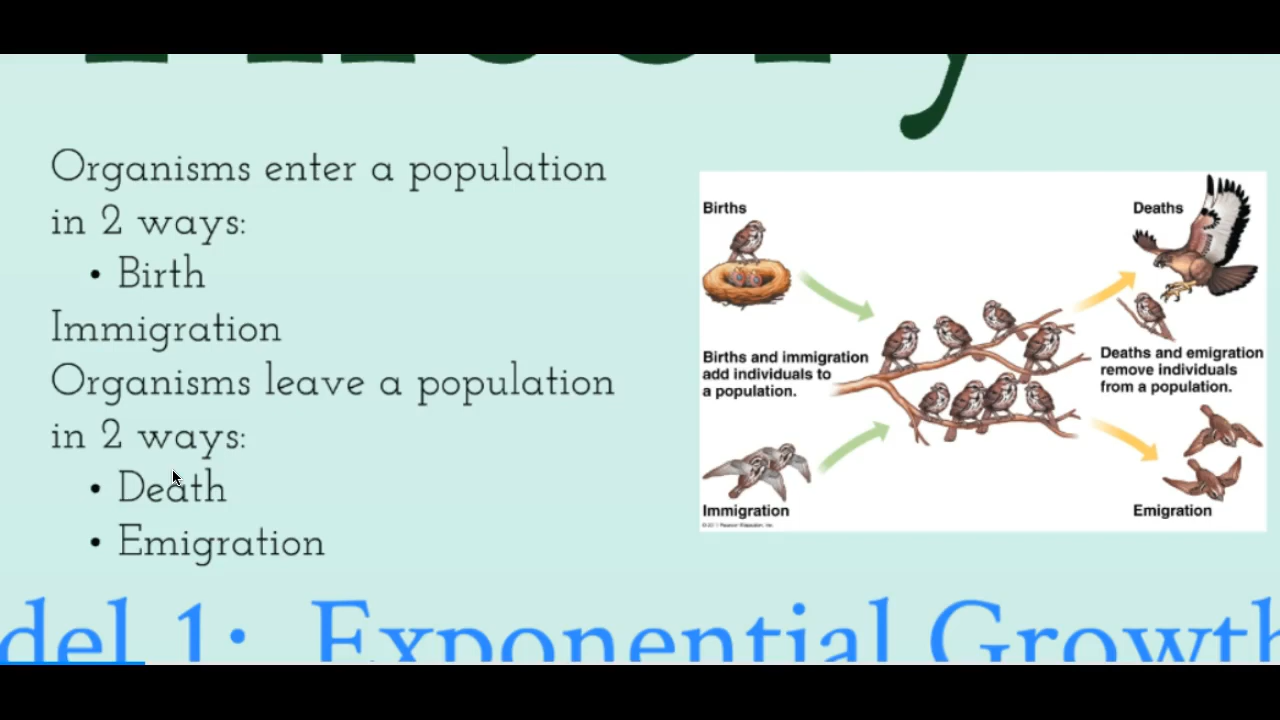 Organisms enter a population
in 2 ways:
• Birth
Immigration
Organisms leave a population
in 2 ways:
• Death
• Emigration
Births
Births and immigration
add individuals to
a population.
Immigration
Deaths
Deaths and emigration
remove individuals
from a population.
Emigration
del 1: Exponential Growth